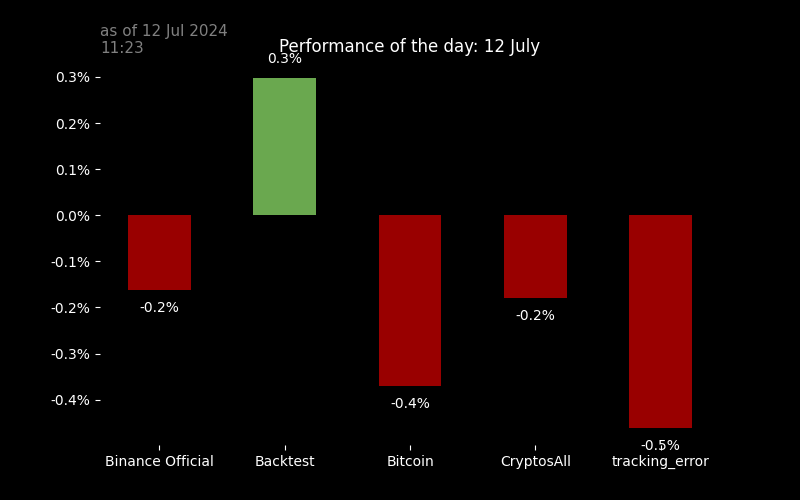 as of 12 Jul 2024
11:23
Performance of the day: 12 July
0.3%
0.3%
0.2%
0.1%
0.0%
-0.1%
-0.2%
-0.2%
-0.2%
-0.3%
-0.4%
-0.4%
-0.5%
Binance Official
Backtest
Bitcoin
CryptosAll
tracking_error